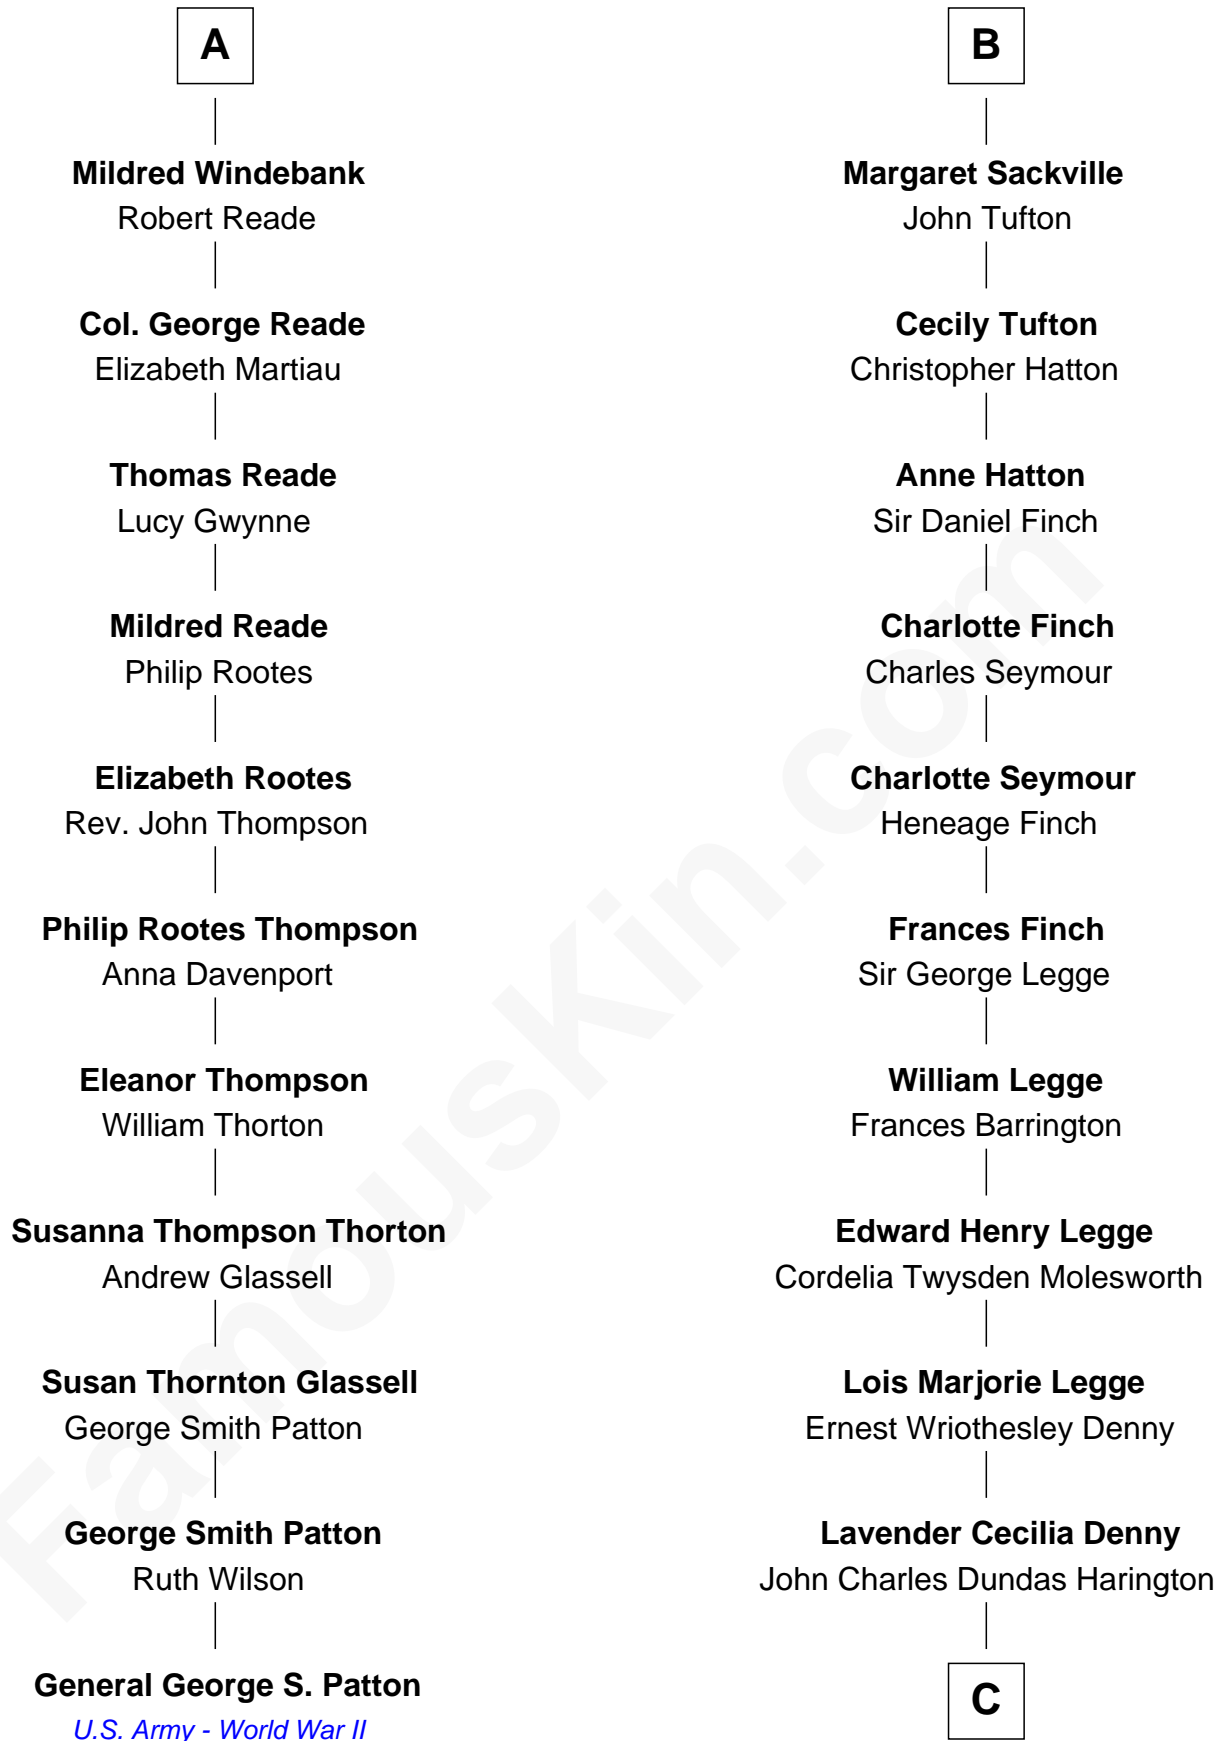 A
Mildred Windebank
Robert Reade
Col. George Reade
Elizabeth Martiau
Thomas Reade
Lucy Gwynne
Mildred Reade
Philip Rootes
Elizabeth Rootes
Rev. John Thompson
Philip Rootes Thompson
Anna Davenport
Eleanor Thompson
William Thorton
Susanna Thompson Thorton
Andrew Glassell
Susan Thornton Glassell
George Smith Patton
George Smith Patton
Ruth Wilson
General George S. Patton
U.S. Army - World War II
B
Margaret Sackville
John Tufton
Cecily Tufton
Christopher Hatton
Anne Hatton
Sir Daniel Finch
Charlotte Finch
Charles Seymour
Charlotte Seymour
Heneage Finch
Frances Finch
Sir George Legge
William Legge
Frances Barrington
Edward Henry Legge
Cordelia Twysden Molesworth
Lois Marjorie Legge
Ernest Wriothesley Denny
Lavender Cecilia Denny
John Charles Dundas Harington
C
FamousKin.com